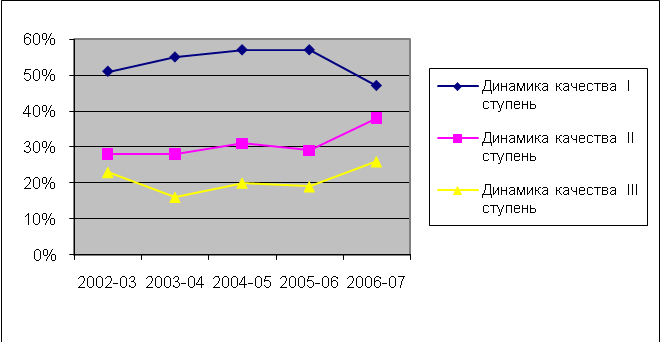 60%
50%
40%
30%
20%
10%
0%
2002-03 2003-04 2004-05 2005-06 2006-07
Динамика качества I
ступень
Динамика качества II
ступень
Динамика качества III
ступень